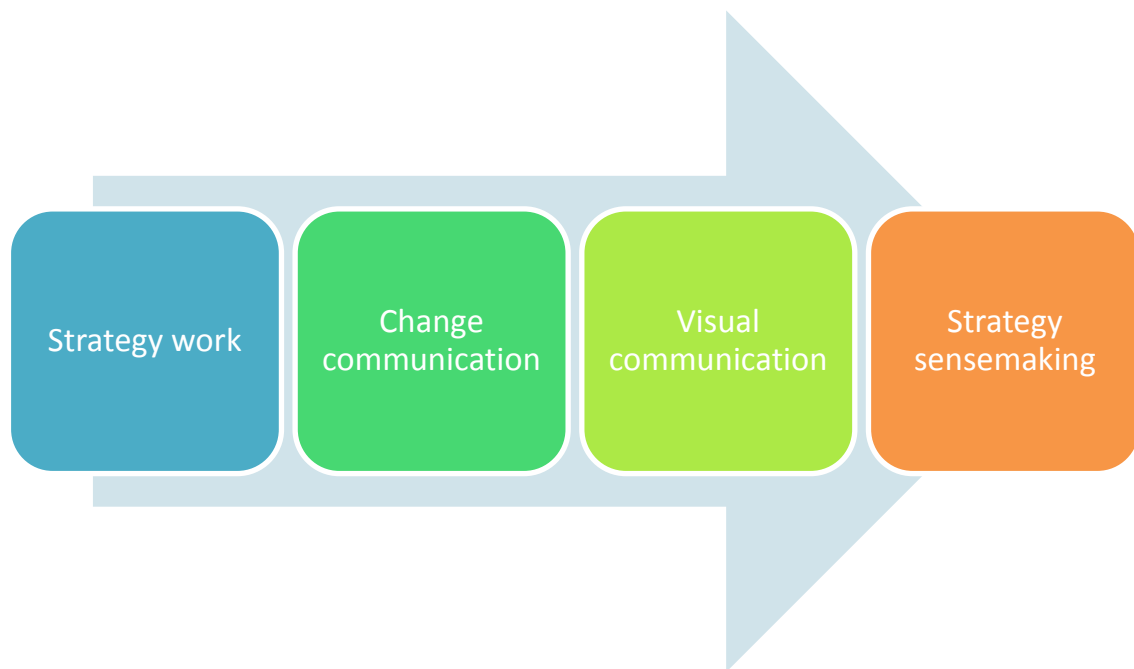 Strategy work
Change
communication
Visual
communication
Strategy
sensemaking